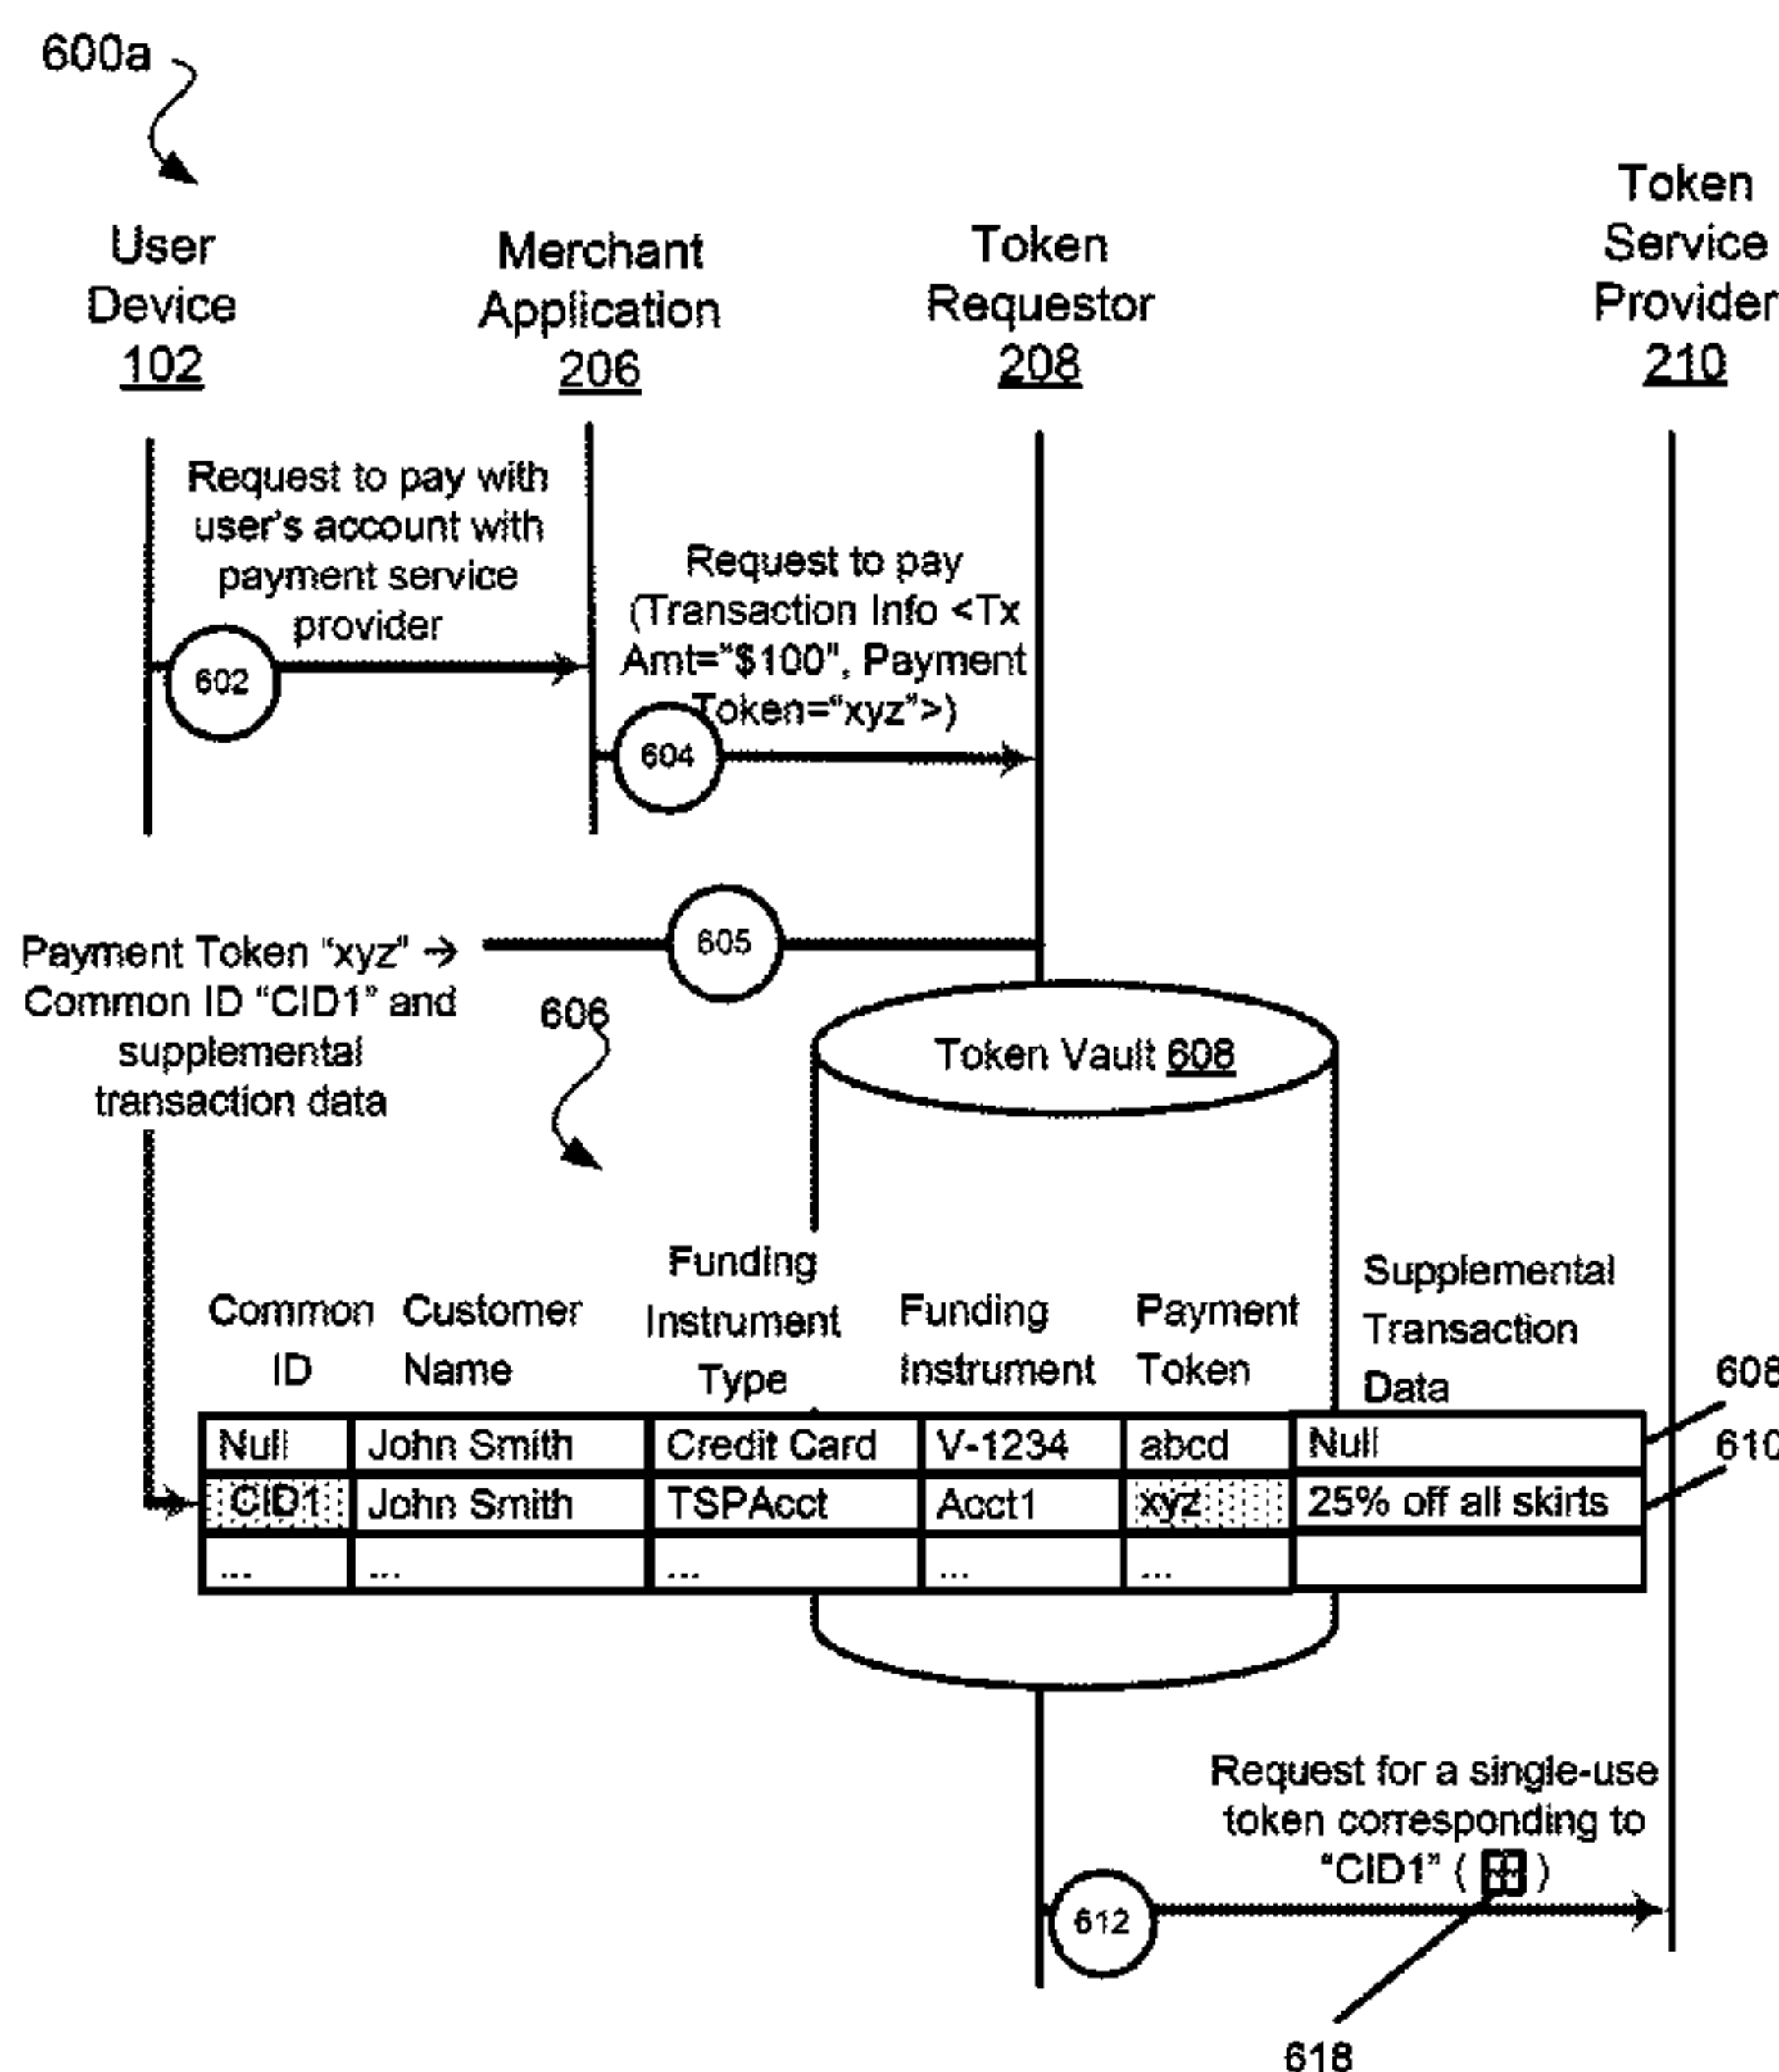 600a
User
Device
102
Merchant
Application
206
Token
Requestor
208
Token
Service
Provider
210
Request to pay with
user's account with
payment service
provider
602
Request to pay
(Transaction Info <Tx
Amt="$100", Payment
Token="xyz">)
604
605
Payment Token "xyz" →
Common ID "CID1" and
supplemental
transaction data
606
Token Vault 608
Common
ID
Customer
Name
Funding
Instrument
Type
Funding
Instrument
Payment
Token
Supplemental
Transaction
Data
608
Null John Smith Credit Card V-1234 abcd Null
610
CID1 John Smith TSPAcct Acct1 xyz 25% off all skirts
... ... ... ... ...
Request for a single-use
token corresponding to
"CID1" ( )
612
618